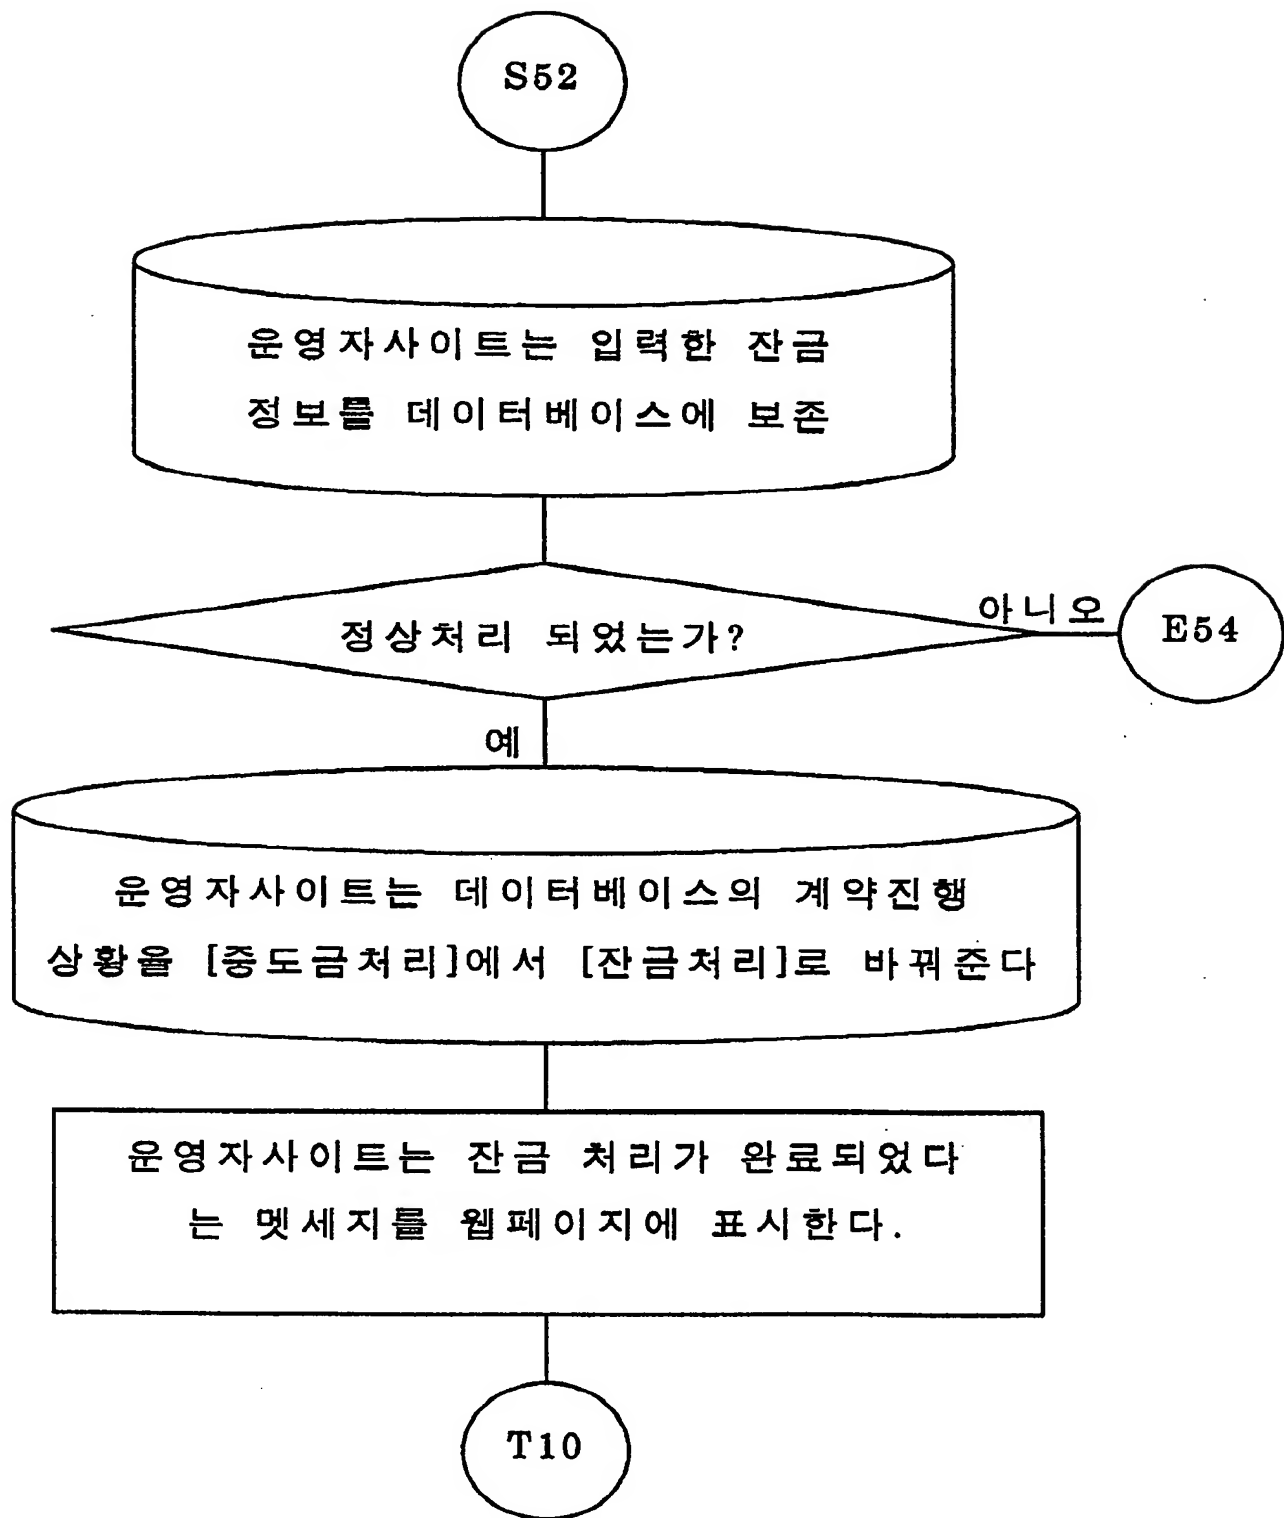 S52
운영자사이트는 입력한 잔금
정보를 데이터베이스에 보존
정상처리 되었는가?
아니오
E54
예
운영자사이트는 데이터베이스의 계약진행
상황을 [중도금처리]에서 [잔금처리]로 바꿔준다
운영자사이트는 잔금 처리가 완료되었다
는 멧세지를 웹페이지에 표시한다.
T10